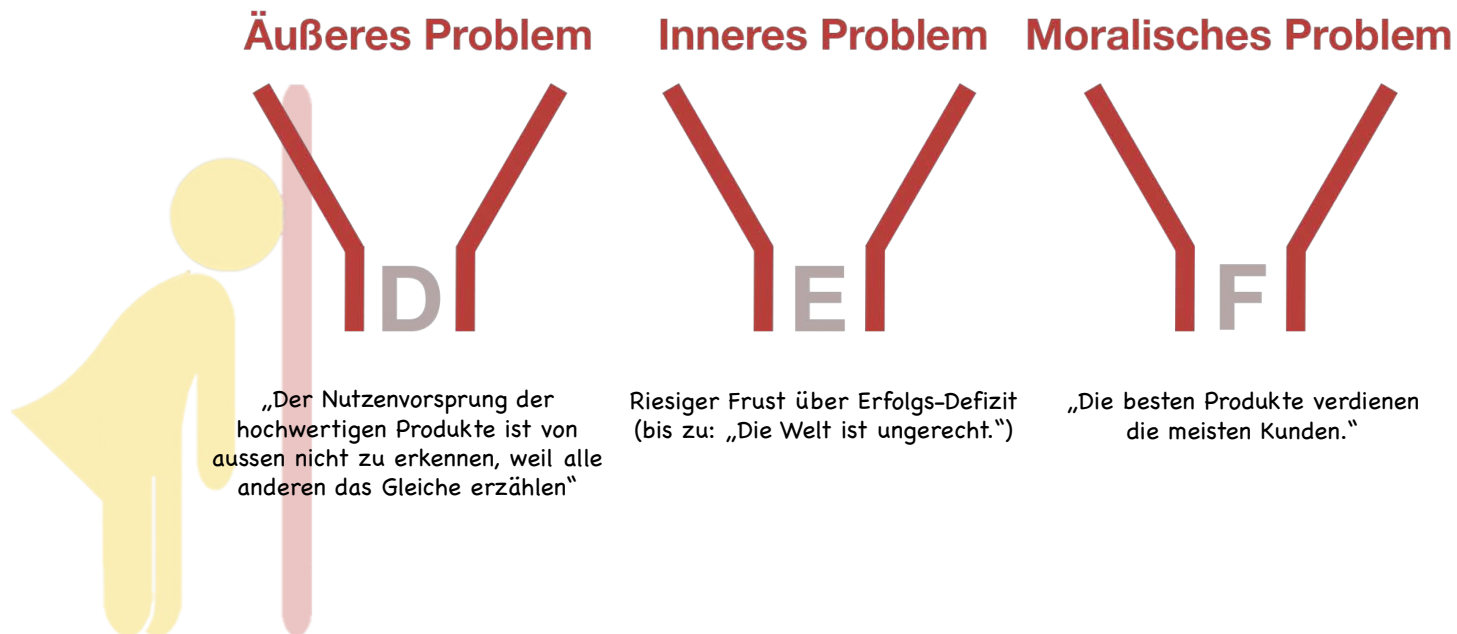 Äußeres Problem
Inneres Problem
Moralisches Problem
D
E
F
„Der Nutzenvorsprung der
hochwertigen Produkte ist von
aussen nicht zu erkennen, weil alle
anderen das Gleiche erzählen“
Riesiger Frust über Erfolgs-Defizit
(bis zu: „Die Welt ist ungerecht.“)
„Die besten Produkte verdienen
die meisten Kunden.“